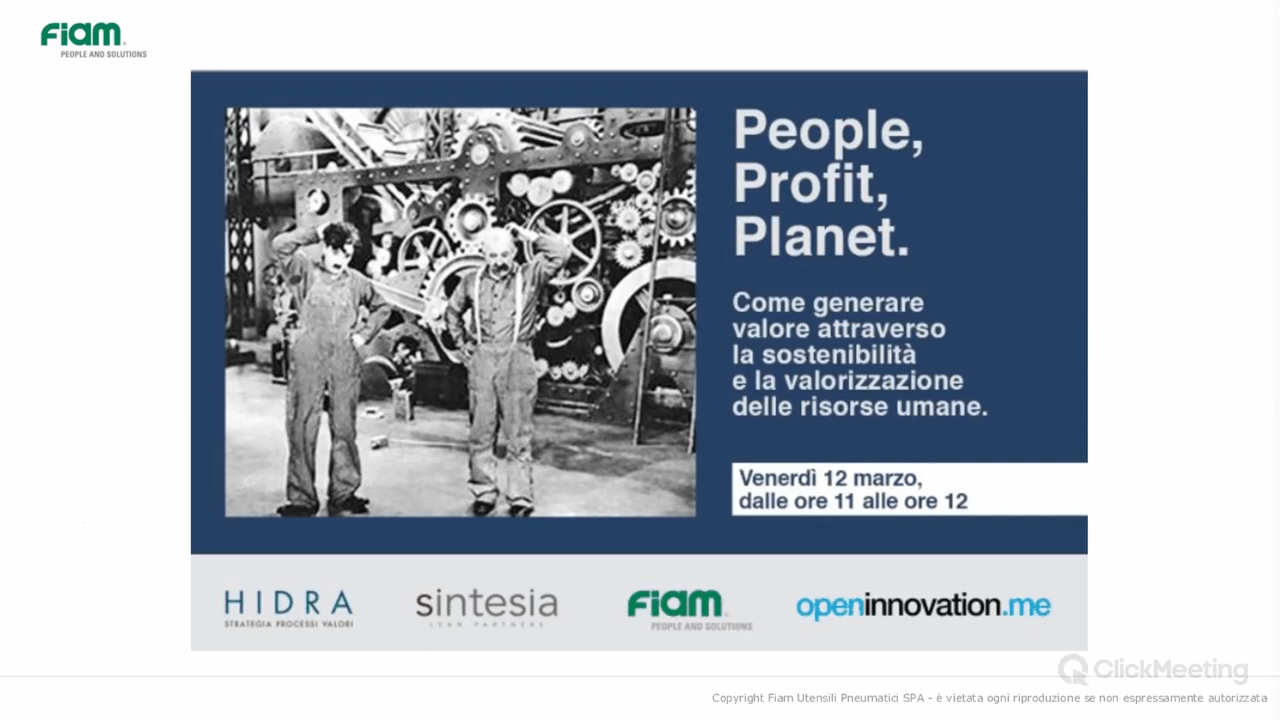 Fiam
PEOPLE AND SOLUTIONS
People,
Profit,
Planet.
Come generare
valore attraverso
la sostenibilità
e la valorizzazione
delle risorse umane.
Venerdì 12 marzo,
dalle ore 11 alle ore 12
HIDRA
STRATEGIA PROCESSI VALORI
sintesia
LEAN PARTNERS
Fiam
PEOPLE AND SOLUTIONS
openinnovation.me
ClickMeeting
Copyright Fiam Utensili Pneumatici SPA - è vietata ogni riproduzione se non espressamente autorizzata